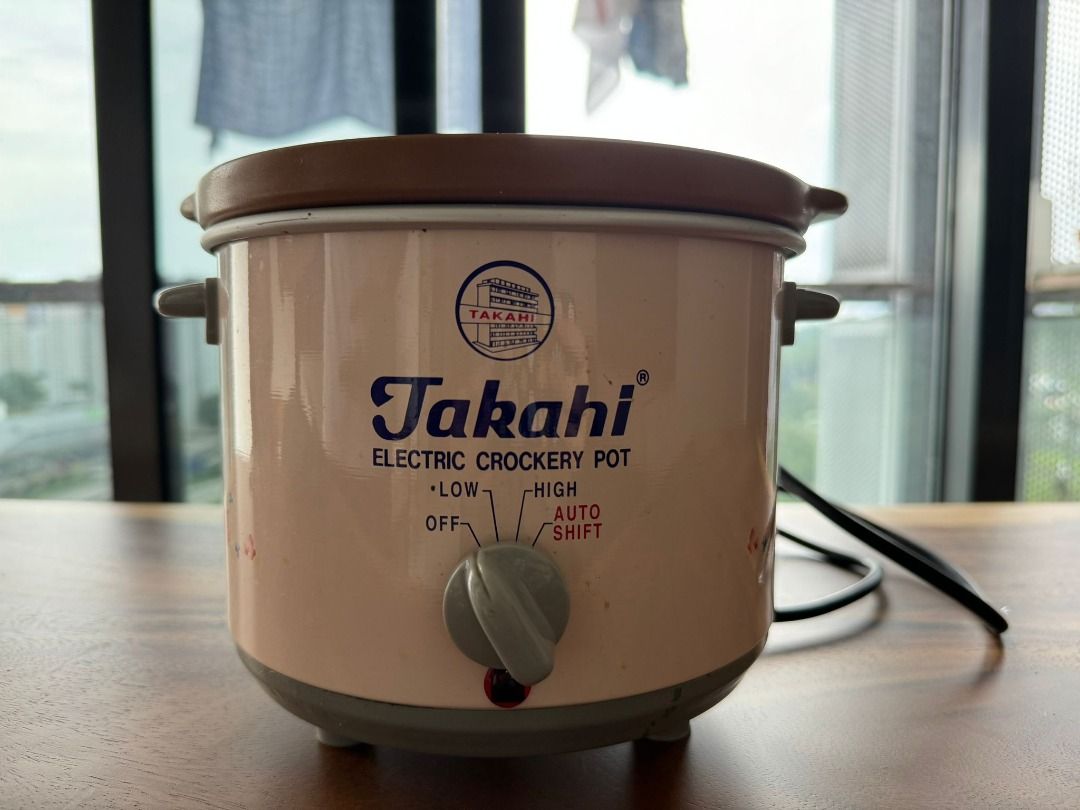 TAKAHI
Takahi®
ELECTRIC CROCKERY POT
•LOW HIGH
OFF AUTO
SHIFT